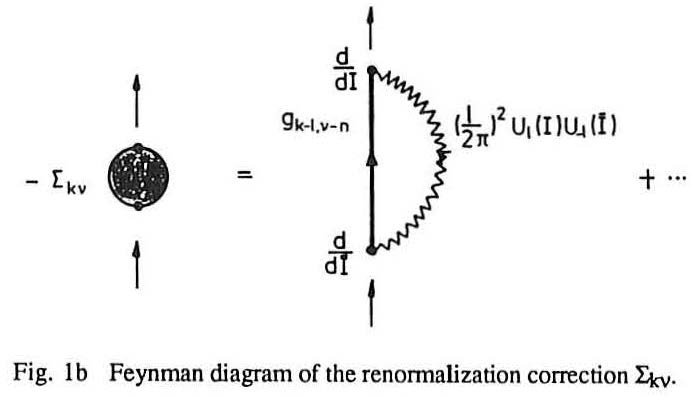 d
dI
gk-l,ν-n
(1/2π)² Uₗ(I)U₋ₗ(Ī)
- Σkν = + ...
d
dĪ
Fig. 1b Feynman diagram of the renormalization correction Σkν.